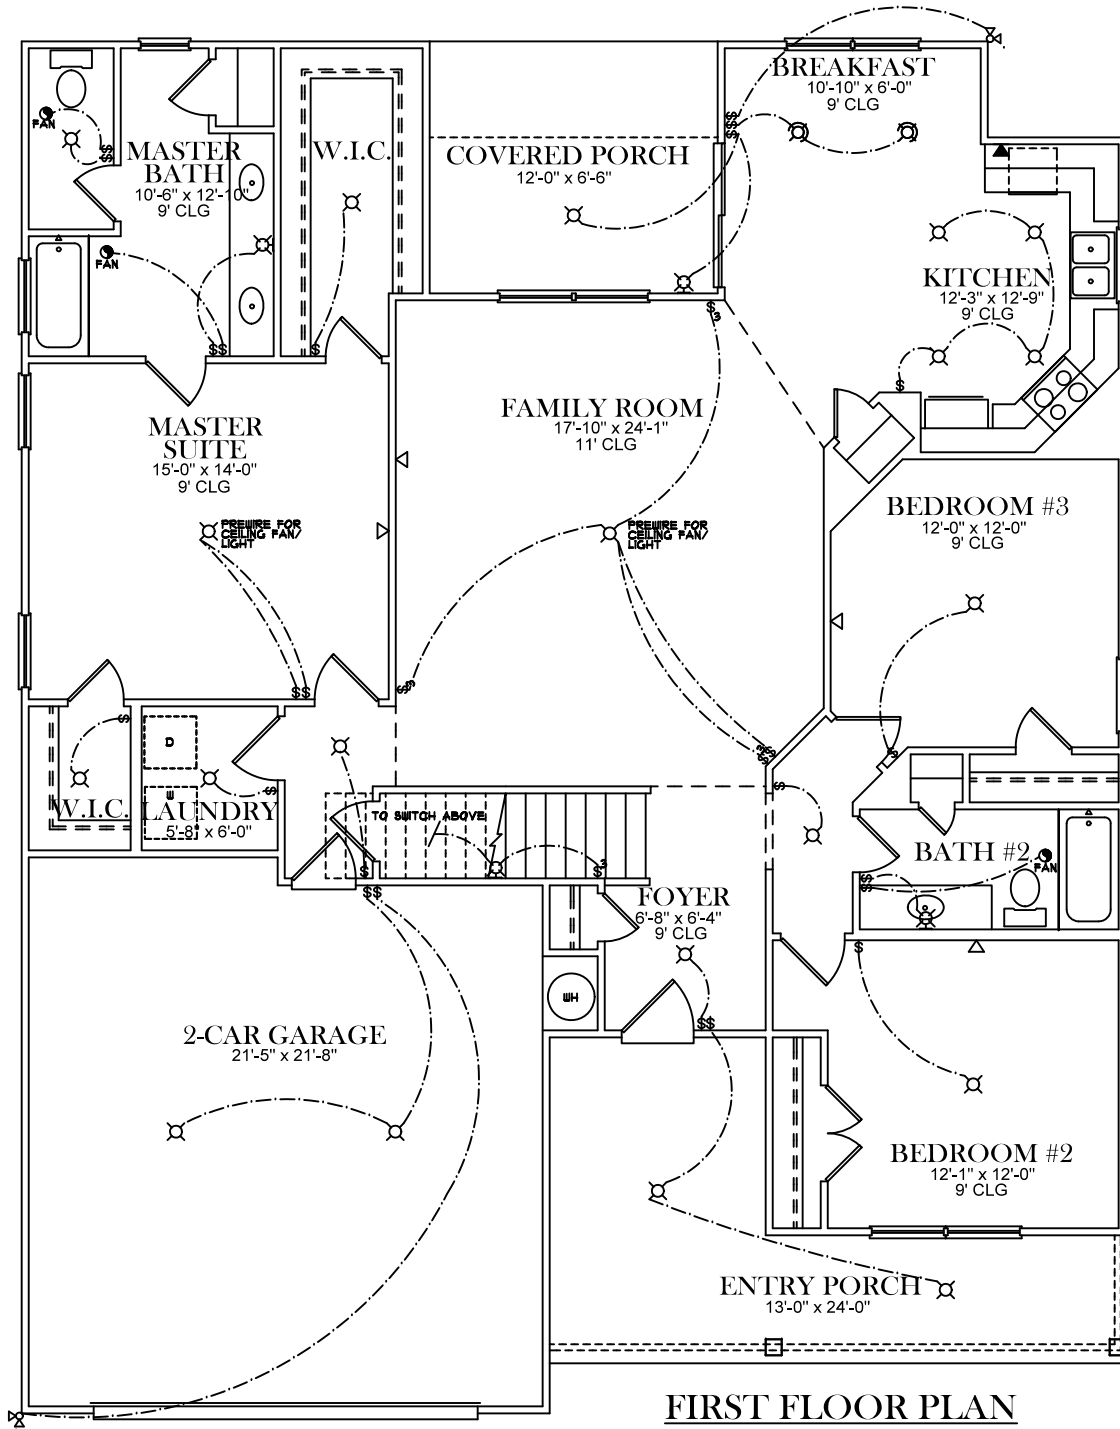 BREAKFAST
10'-10" x 6'-0"
9' CLG
FAN
MASTER
BATH
10'-6" x 12'-10"
9' CLG
W.I.C.
COVERED PORCH
12'-0" x 6'-6"
$$
$$$
FAN
KITCHEN
12'-3" x 12'-9"
9' CLG
$$
$
$3
$
FAMILY ROOM
17'-10" x 24'-1"
11' CLG
MASTER
SUITE
15'-0" x 14'-0"
9' CLG
PREWIRE FOR
CEILING FAN/
LIGHT
PREWIRE FOR
CEILING FAN/
LIGHT
BEDROOM #3
12'-0" x 12'-0"
9' CLG
$$
$3
$
D
W
W.I.C.
LAUNDRY
5'-8" x 6'-0"
$
$3
$
$
$
TO SWITCH ABOVE
$
$3
BATH #2
FAN
$
$
$$
FOYER
6'-8" x 6'-4"
9' CLG
$
WH
$$
2-CAR GARAGE
21'-5" x 21'-8"
BEDROOM #2
12'-1" x 12'-0"
9' CLG
ENTRY PORCH
13'-0" x 24'-0"
FIRST FLOOR PLAN